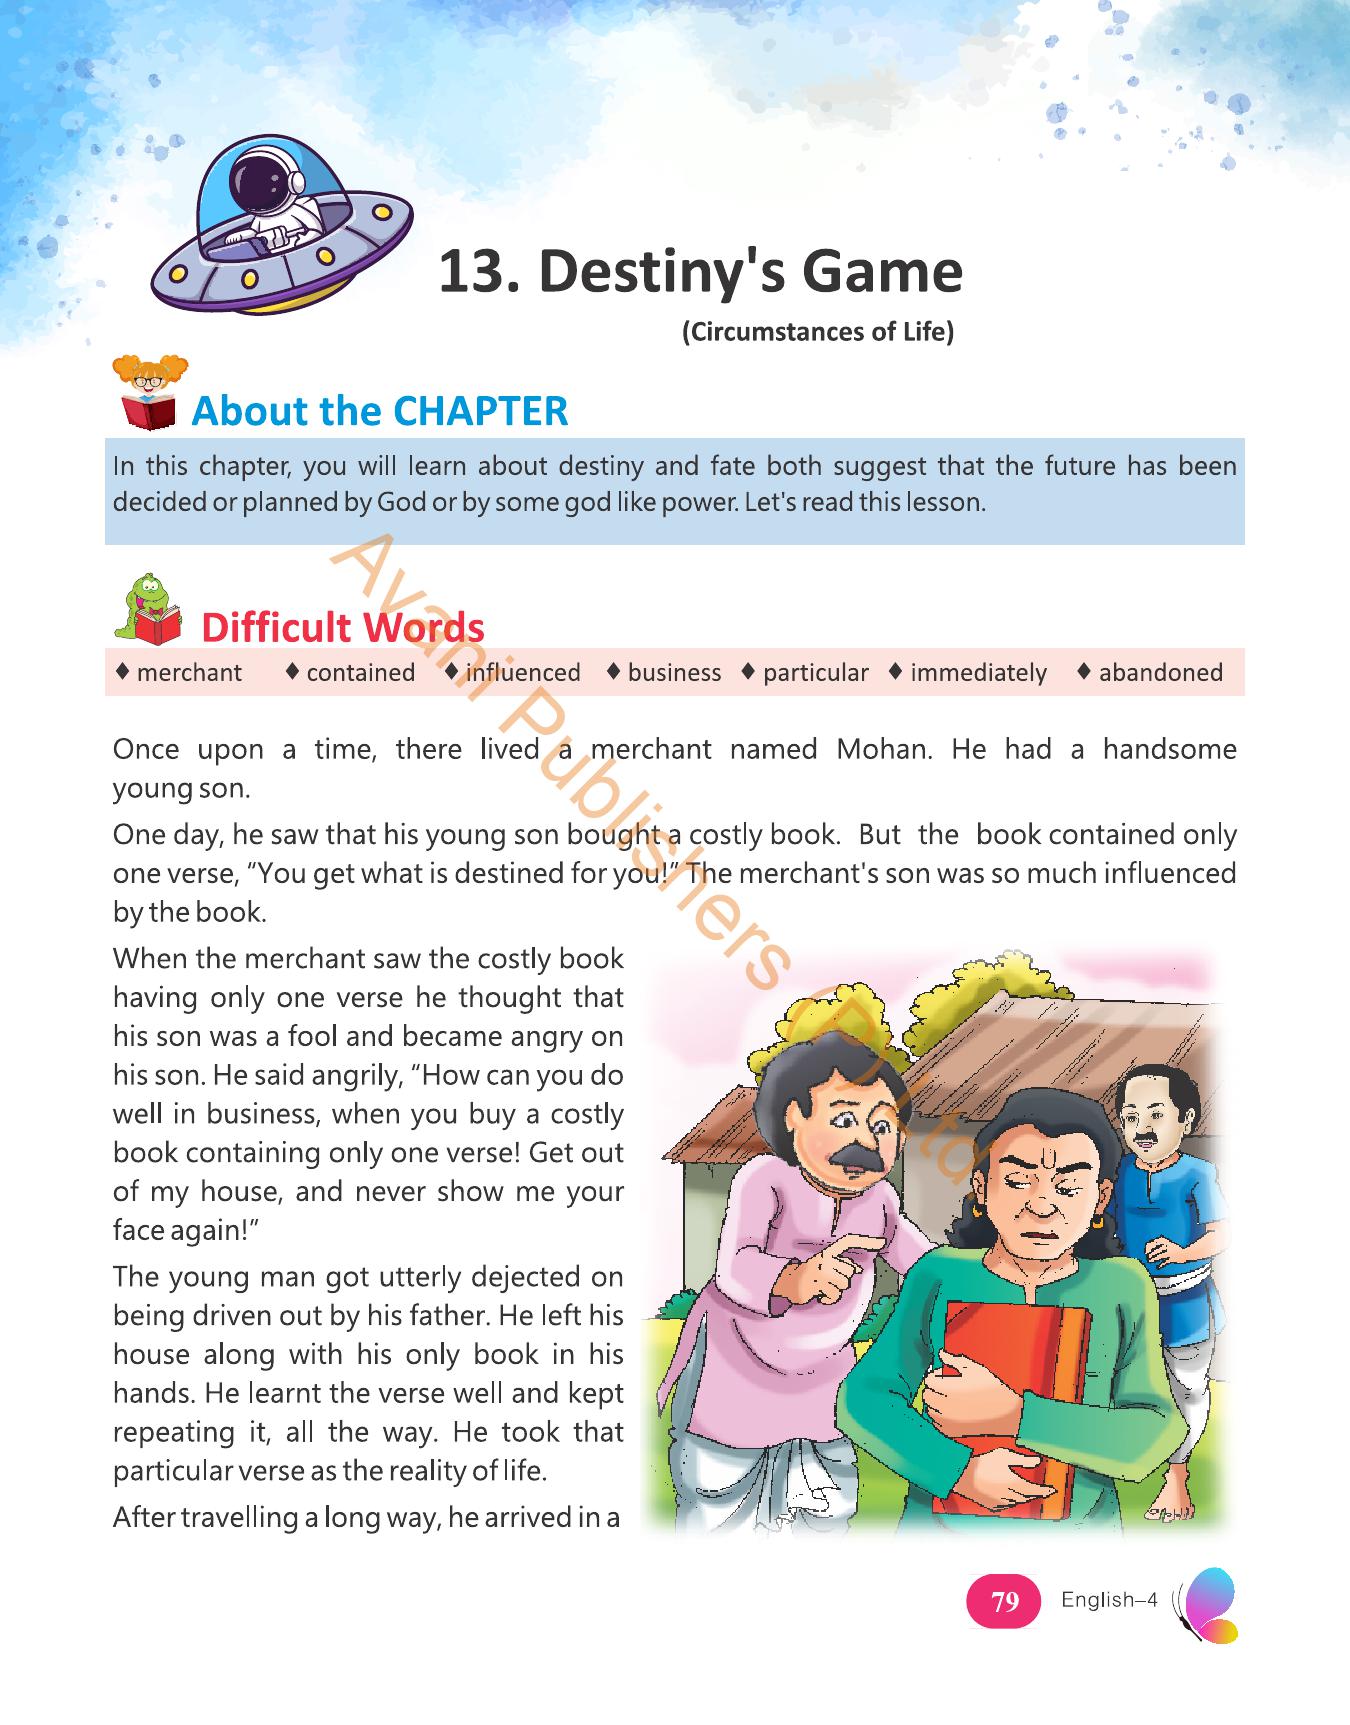 13. Destiny's Game
(Circumstances of Life)
About the CHAPTER
In this chapter, you will learn about destiny and fate both suggest that the future has been
decided or planned by God or by some god like power. Let's read this lesson.
Difficult Words
♦ merchant ♦ contained ♦ influenced ♦ business ♦ particular ♦ immediately ♦ abandoned
Once upon a time, there lived a merchant named Mohan. He had a handsome
young son.
One day, he saw that his young son bought a costly book. But the book contained only
one verse, “You get what is destined for you!” The merchant's son was so much influenced
by the book.
When the merchant saw the costly book
having only one verse he thought that
his son was a fool and became angry on
his son. He said angrily, “How can you do
well in business, when you buy a costly
book containing only one verse! Get out
of my house, and never show me your
face again!”
The young man got utterly dejected on
being driven out by his father. He left his
house along with his only book in his
hands. He learnt the verse well and kept
repeating it, all the way. He took that
particular verse as the reality of life.
After travelling a long way, he arrived in a
Avani Publishers (P) Ltd.
79 English–4